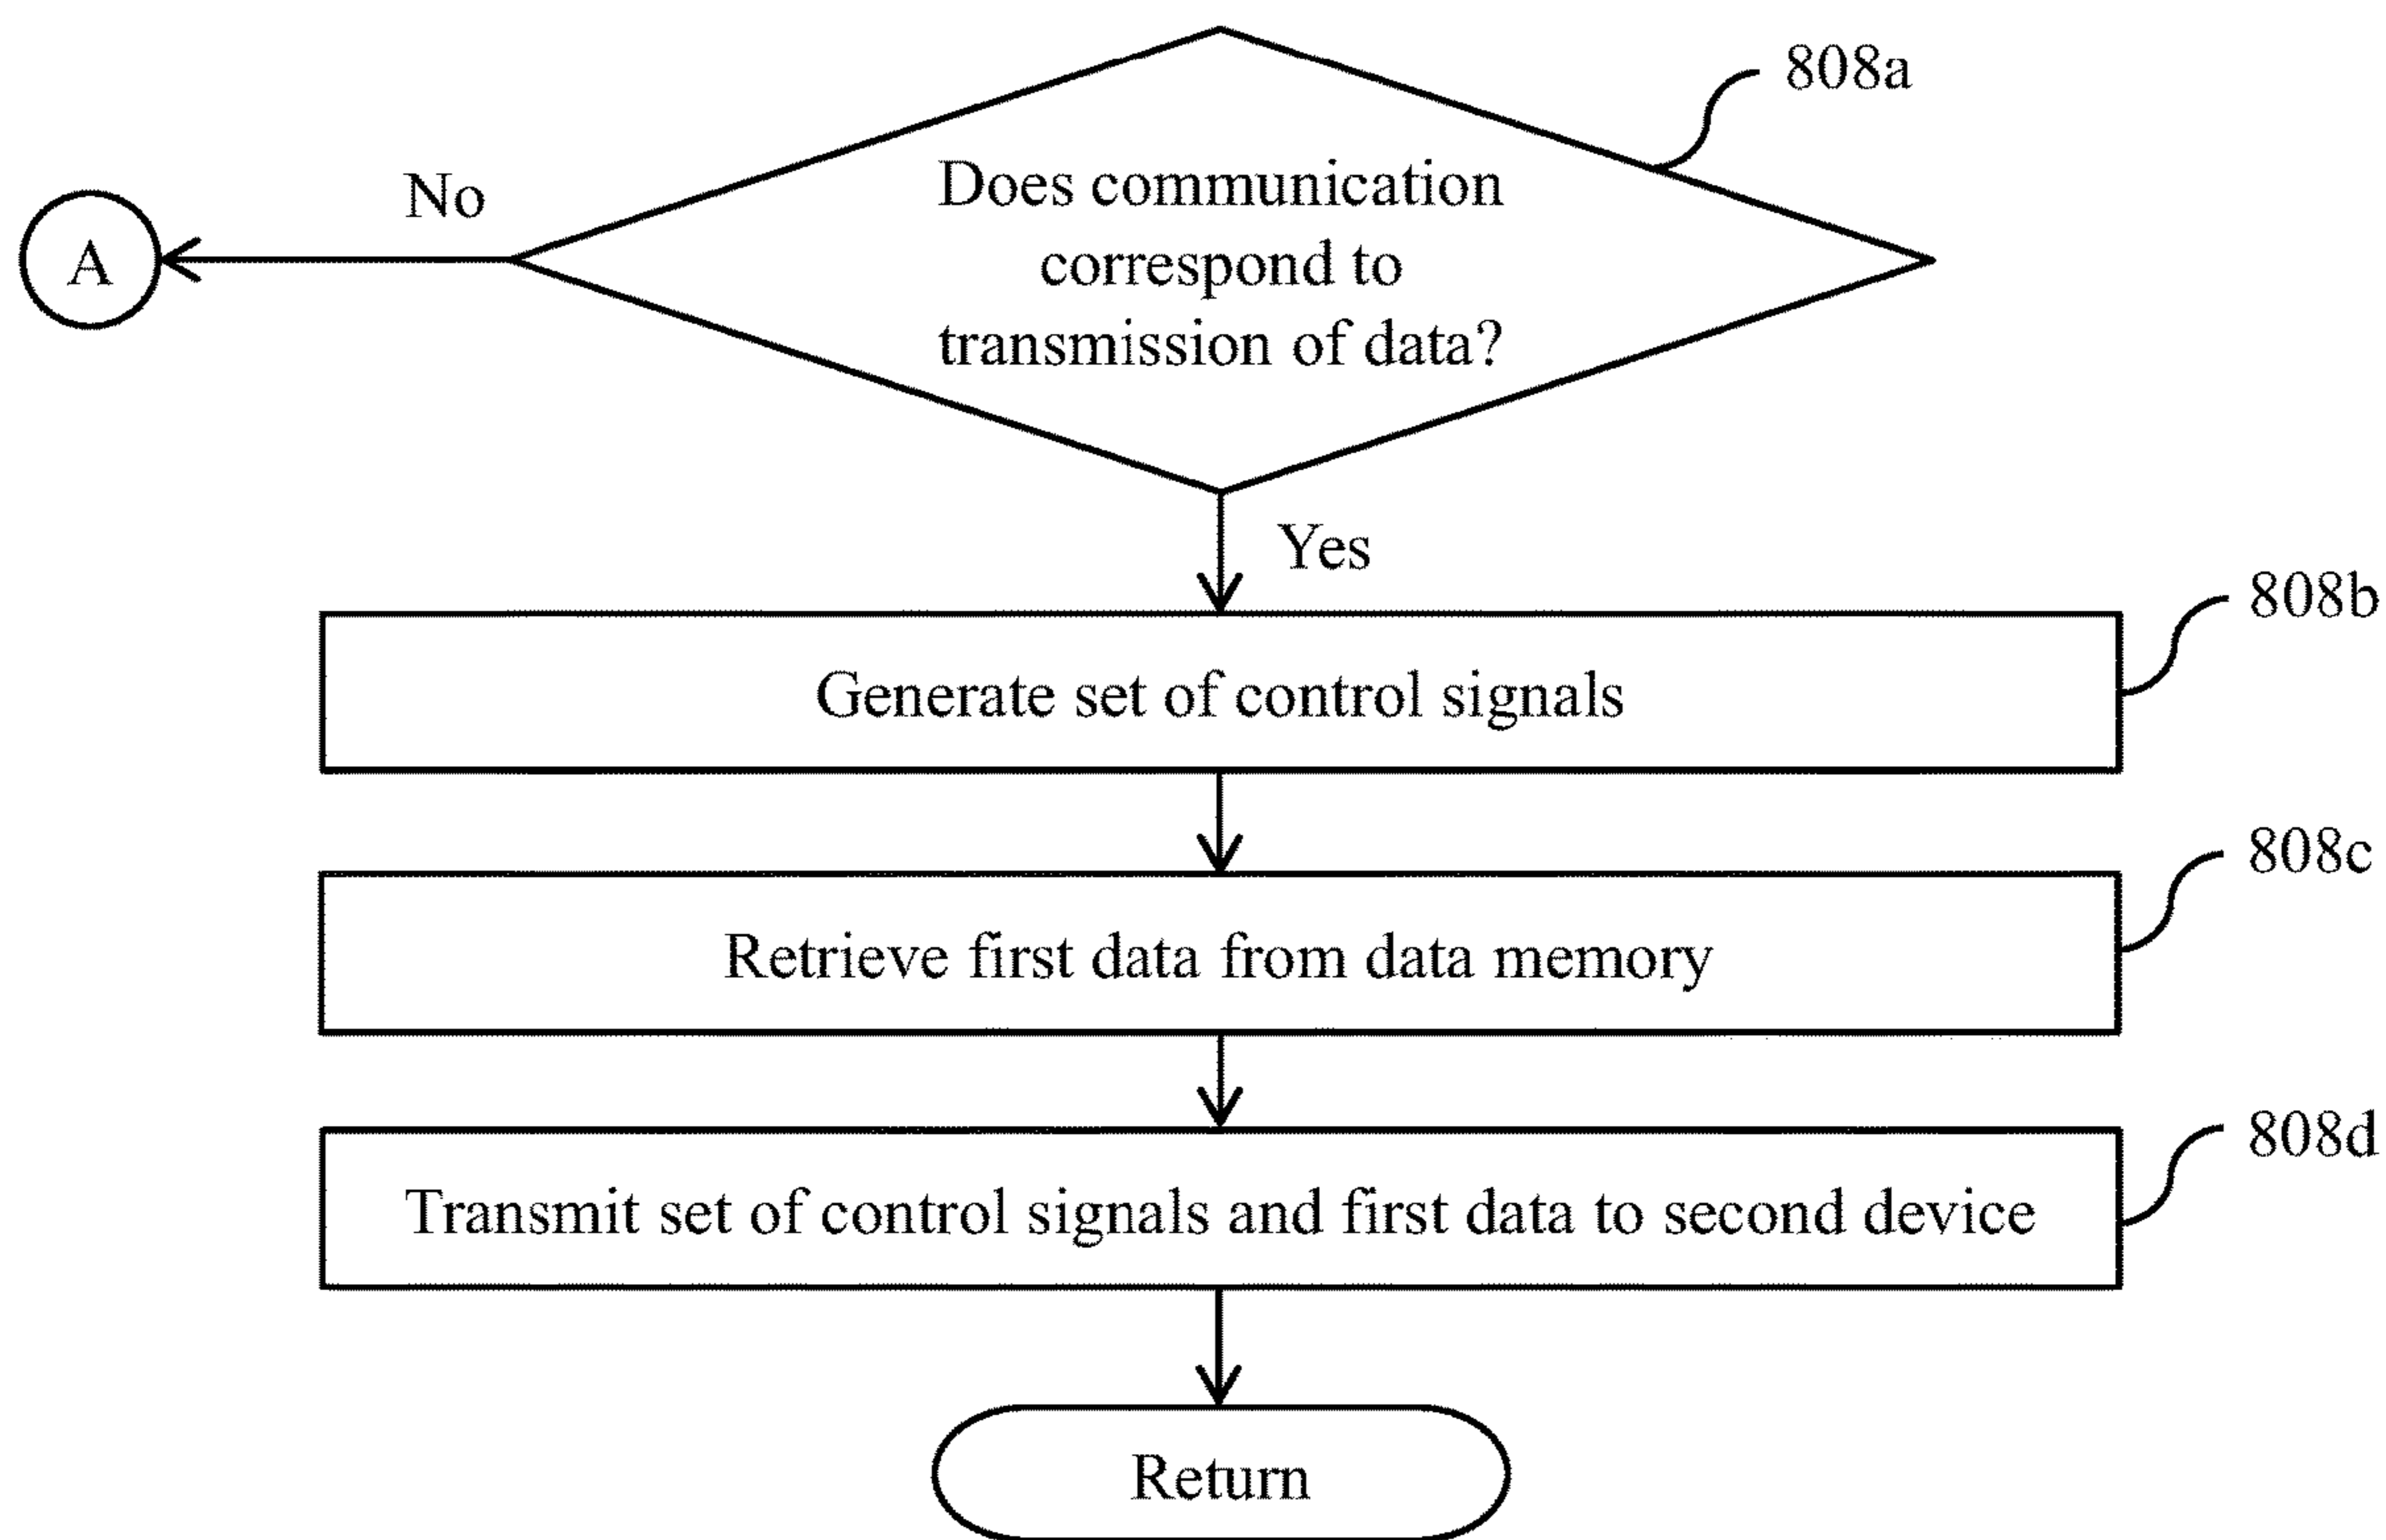 808a
No
Does communication
correspond to
transmission of data?
A
Yes
808b
Generate set of control signals
808c
Retrieve first data from data memory
808d
Transmit set of control signals and first data to second device
Return